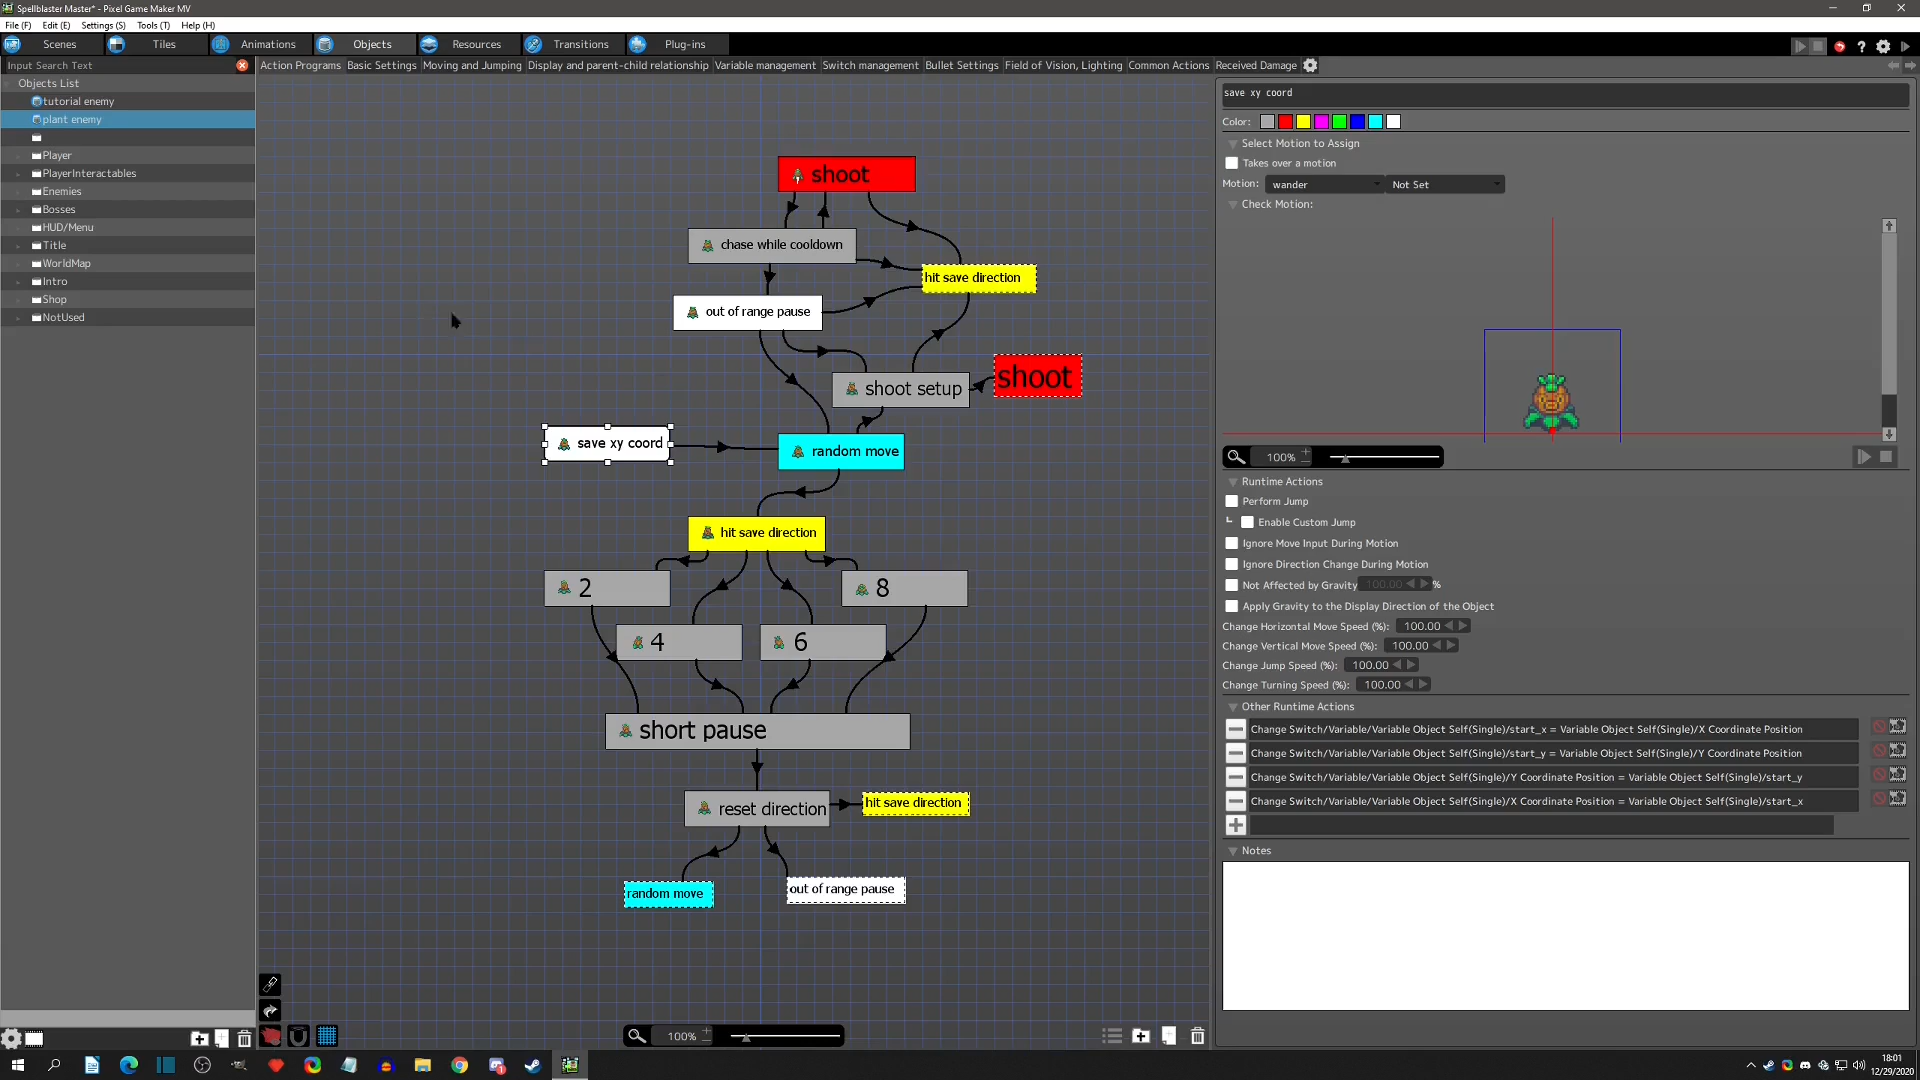 Spellblaster Master* - Pixel Game Maker MV
File (F) Edit (E) Settings (S) Tools (T) Help (H)
Scenes Tiles Animations Objects Resources Transitions Plug-ins
Input Search Text
Action Programs Basic Settings Moving and Jumping Display and parent-child relationship Variable management Switch management Bullet Settings Field of Vision, Lighting Common Actions Received Damage
Objects List
tutorial enemy
plant enemy
Player
PlayerInteractables
Enemies
Bosses
HUD/Menu
Title
WorldMap
Intro
Shop
NotUsed
shoot
chase while cooldown
hit save direction
out of range pause
shoot
shoot setup
save xy coord
random move
hit save direction
2
8
4
6
short pause
reset direction
hit save direction
random move
out of range pause
100%
save xy coord
Color:
Select Motion to Assign
Takes over a motion
Motion: wander Not Set
Check Motion:
100%
Runtime Actions
Perform Jump
Enable Custom Jump
Ignore Move Input During Motion
Ignore Direction Change During Motion
Not Affected by Gravity 100.00 %
Apply Gravity to the Display Direction of the Object
Change Horizontal Move Speed (%): 100.00
Change Vertical Move Speed (%): 100.00
Change Jump Speed (%): 100.00
Change Turning Speed (%): 100.00
Other Runtime Actions
Change Switch/Variable/Variable Object Self(Single)/start_x = Variable Object Self(Single)/X Coordinate Position
Change Switch/Variable/Variable Object Self(Single)/start_y = Variable Object Self(Single)/Y Coordinate Position
Change Switch/Variable/Variable Object Self(Single)/Y Coordinate Position = Variable Object Self(Single)/start_y
Change Switch/Variable/Variable Object Self(Single)/X Coordinate Position = Variable Object Self(Single)/start_x
Notes
18:01
12/29/2020